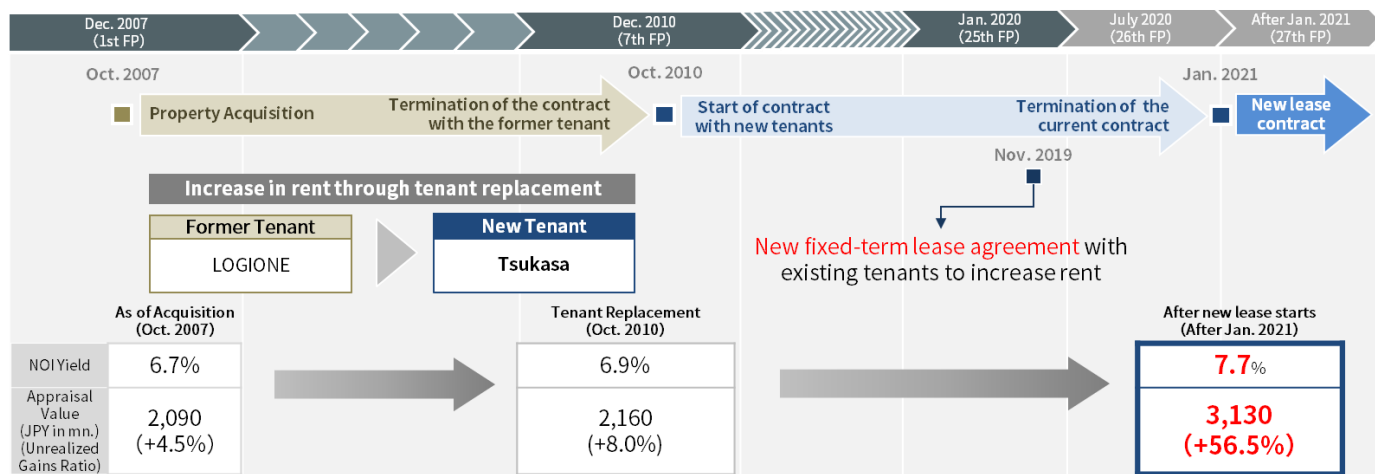 Dec. 2007
(1st FP)
Dec. 2010
(7th FP)
Jan. 2020
(25th FP)
July 2020
(26th FP)
After Jan. 2021
(27th FP)
Oct. 2007
Oct. 2010
Jan. 2021
Property Acquisition
Termination of the contract
with the former tenant
Start of contract
with new tenants
Termination of the
current contract
New lease
contract
Nov. 2019
Increase in rent through tenant replacement
Former Tenant
LOGIONE
New Tenant
Tsukasa
New fixed-term lease agreement with
existing tenants to increase rent
As of Acquisition
(Oct. 2007)
Tenant Replacement
(Oct. 2010)
After new lease starts
(After Jan. 2021)
NOI Yield
6.7%
6.9%
7.7%
Appraisal
Value
(JPY in mn.)
(Unrealized
Gains Ratio)
2,090
(+4.5%)
2,160
(+8.0%)
3,130
(+56.5%)